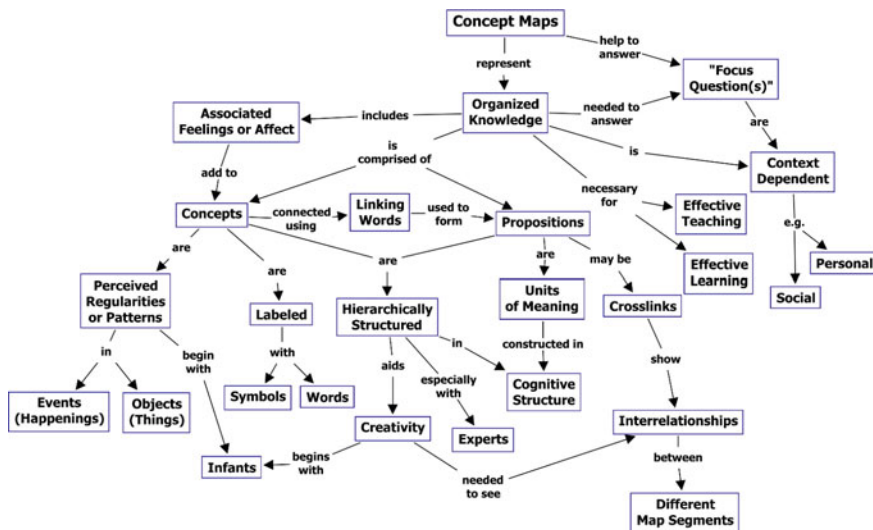 Concept Maps
help to
answer
represent
"Focus
Question(s)"
Organized
Knowledge
needed to
answer
Associated
Feelings or Affect
includes
are
is
comprised of
is
Context
Dependent
add to
necessary
for
Linking
Words
Effective
Teaching
Concepts
connected
using
used to
form
Propositions
e.g.
are
are
are
are
may be
Effective
Learning
Personal
Perceived
Regularities
or Patterns
Labeled
Hierarchically
Structured
Units
of Meaning
Crosslinks
Social
in
begin
with
with
aids
in
constructed in
show
especially
with
Events
(Happenings)
Objects
(Things)
Symbols
Words
Cognitive
Structure
Creativity
Experts
Interrelationships
Infants
begins
with
needed
to see
between
Different
Map Segments